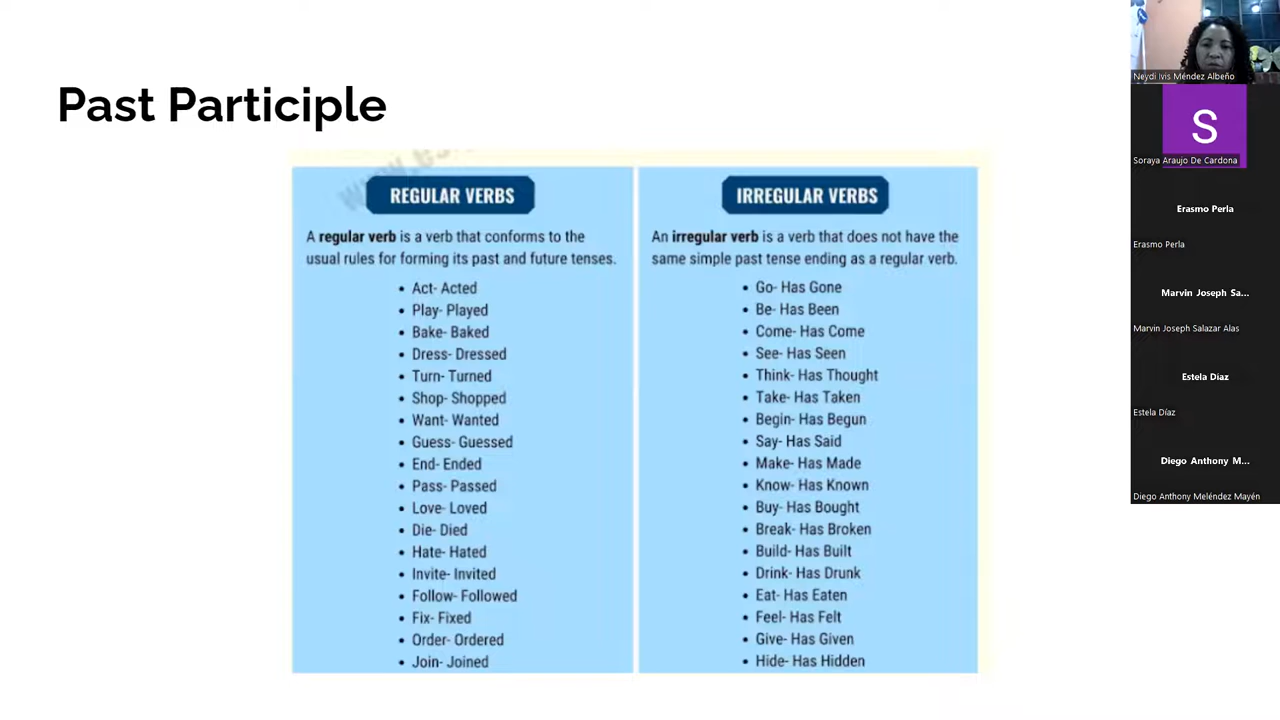 Past Participle
REGULAR VERBS
A regular verb is a verb that conforms to the
usual rules for forming its past and future tenses.
• Act- Acted
• Play- Played
• Bake- Baked
• Dress- Dressed
• Turn- Turned
• Shop- Shopped
• Want- Wanted
• Guess- Guessed
• End- Ended
• Pass- Passed
• Love- Loved
• Die- Died
• Hate- Hated
• Invite- Invited
• Follow- Followed
• Fix- Fixed
• Order- Ordered
• Join- Joined
IRREGULAR VERBS
An irregular verb is a verb that does not have the
same simple past tense ending as a regular verb.
• Go- Has Gone
• Be- Has Been
• Come- Has Come
• See- Has Seen
• Think- Has Thought
• Take- Has Taken
• Begin- Has Begun
• Say- Has Said
• Make- Has Made
• Know- Has Known
• Buy- Has Bought
• Break- Has Broken
• Build- Has Built
• Drink- Has Drunk
• Eat- Has Eaten
• Feel- Has Felt
• Give- Has Given
• Hide- Has Hidden
Neydi Ivis Méndez Albeño
S
Soraya Araujo De Cardona
Erasmo Perla
Erasmo Perla
Marvin Joseph Sa...
Marvin Joseph Salazar Alas
Estela Díaz
Estela Díaz
Diego Anthony M...
Diego Anthony Meléndez Mayén